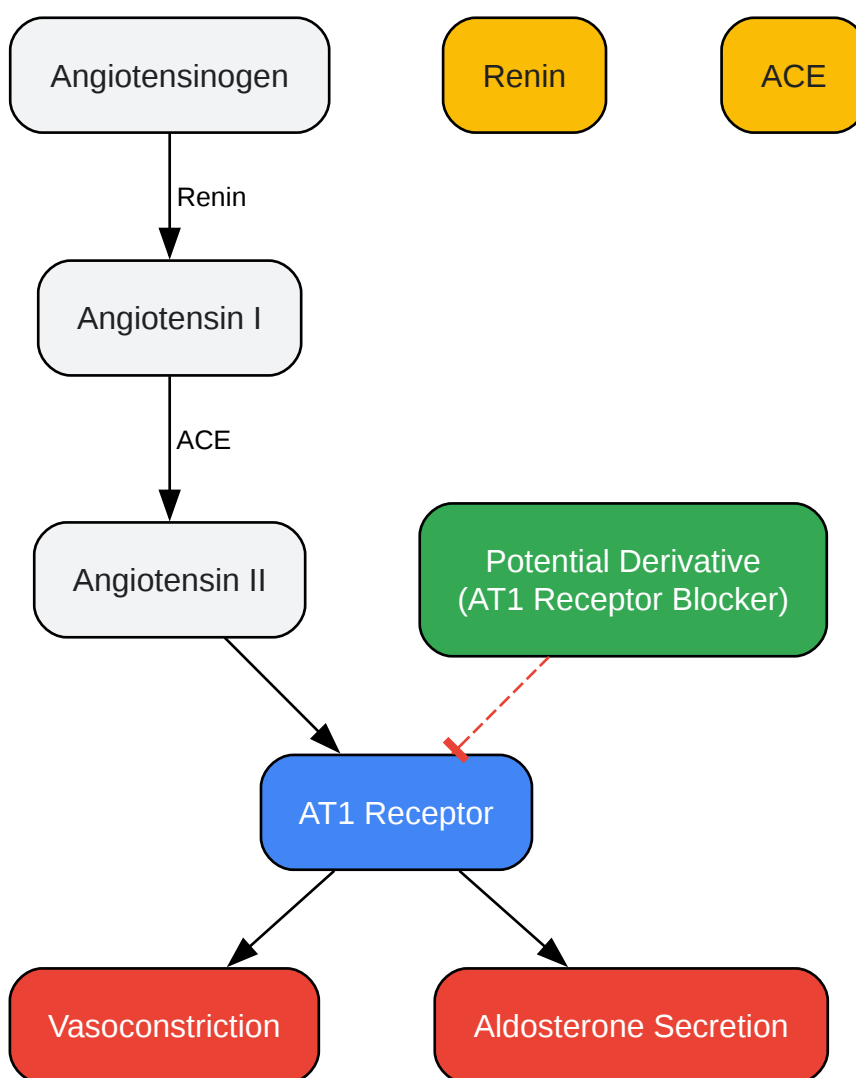 Angiotensinogen
Renin
ACE
Renin
Angiotensin I
ACE
Angiotensin II
Potential Derivative
(AT1 Receptor Blocker)
AT1 Receptor
Vasoconstriction
Aldosterone Secretion